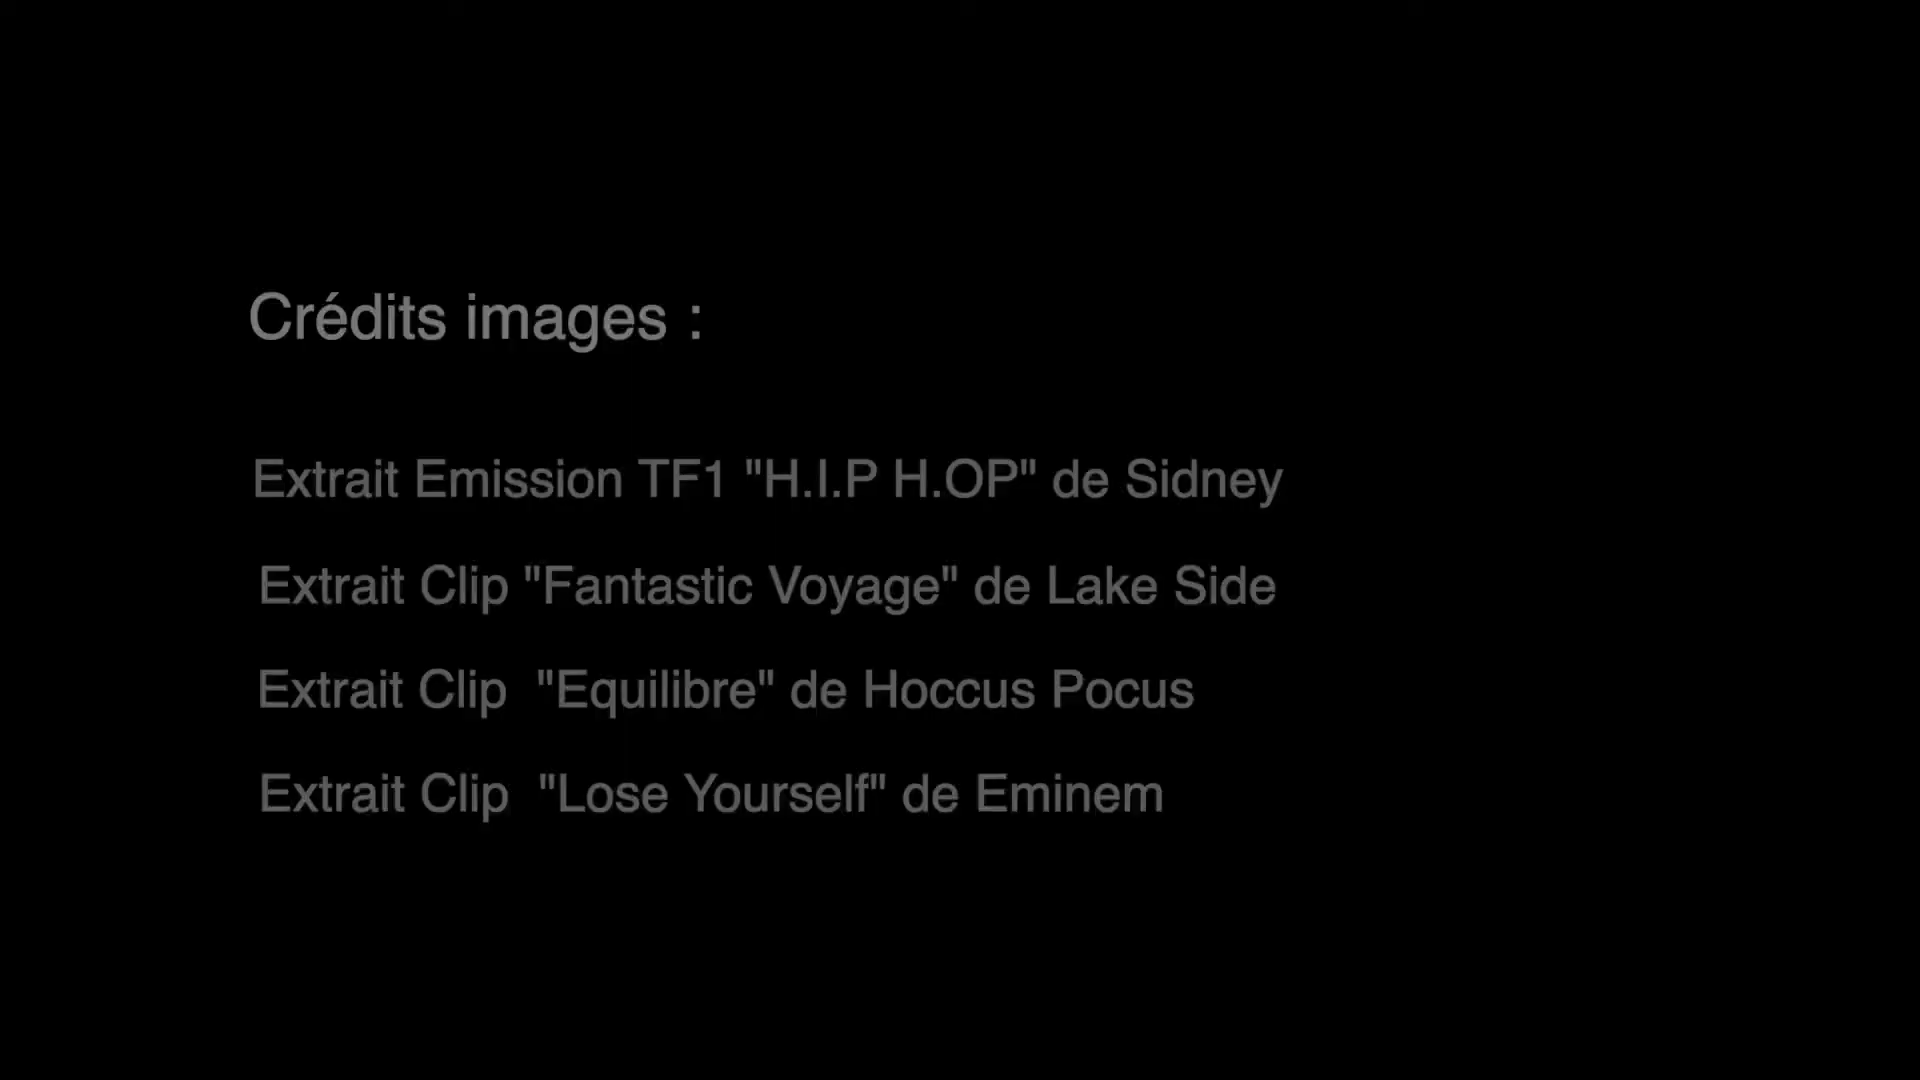 Crédits images :
Extrait Emission TF1 "H.I.P H.OP" de Sidney
Extrait Clip "Fantastic Voyage" de Lake Side
Extrait Clip  "Equilibre" de Hoccus Pocus
Extrait Clip  "Lose Yourself" de Eminem